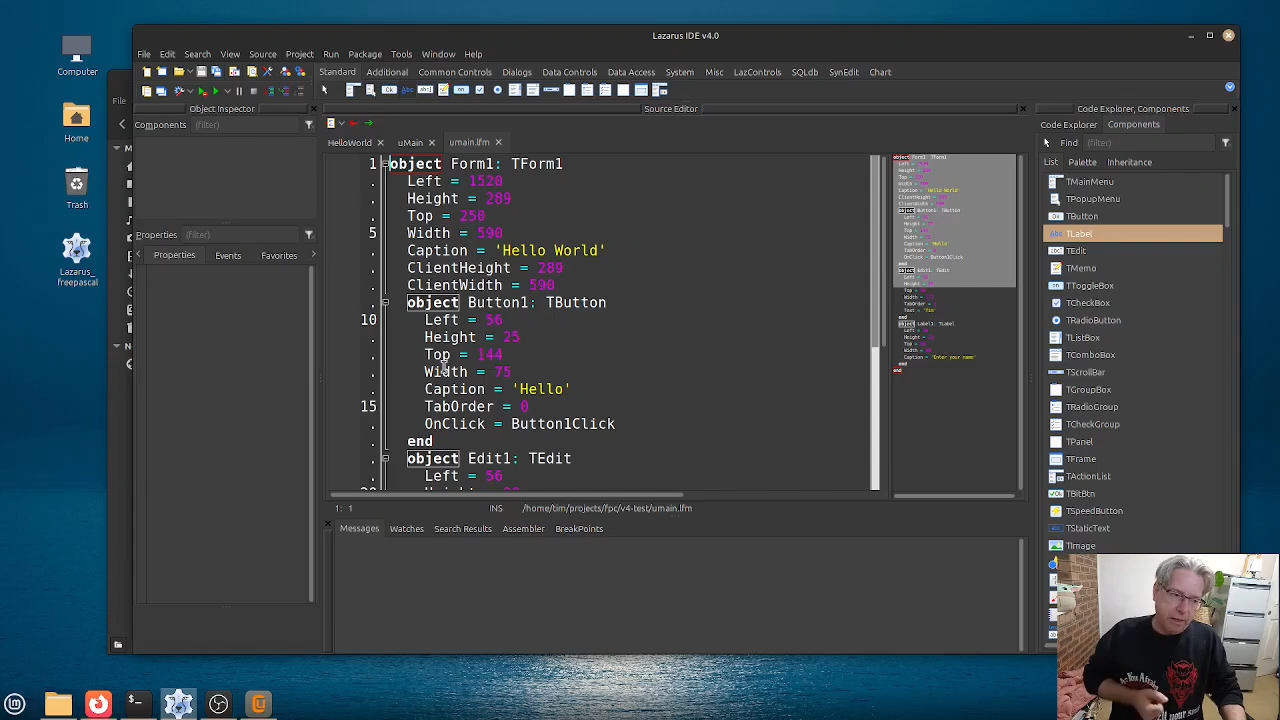 Computer
Home
Trash
Lazarus_
freepascal
File
Lazarus IDE v4.0
File Edit Search View Source Project Run Package Tools Window Help
Standard Additional Common Controls Dialogs Data Controls Data Access System Misc LazControls SQLdb SynEdit Chart
Object Inspector
Components (filter)
Properties (filter)
Properties Events Favorites
Source Editor
HelloWorld uMain umain.lfm
1 object Form1: TForm1
. Left = 1520
. Height = 289
. Top = 250
5 Width = 590
. Caption = 'Hello World'
. ClientHeight = 289
. ClientWidth = 590
. object Button1: TButton
10 Left = 56
. Height = 25
. Top = 144
. Width = 75
. Caption = 'Hello'
15 TabOrder = 0
. OnClick = Button1Click
. end
. object Edit1: TEdit
. Left = 56
1: 1 INS /home/tim/projects/fpc/v4-test/umain.lfm
Messages Watches Search Results Assembler BreakPoints
Code Explorer, Components
Code Explorer Components
Find (filter)
List Palette Inheritance
TMainMenu
TPopupMenu
TButton
TLabel
TEdit
TMemo
TToggleBox
TCheckBox
TRadioButton
TListBox
TComboBox
TScrollBar
TGroupBox
TRadioGroup
TCheckGroup
TPanel
TFrame
TActionList
TBitBtn
TSpeedButton
TStaticText
TImage